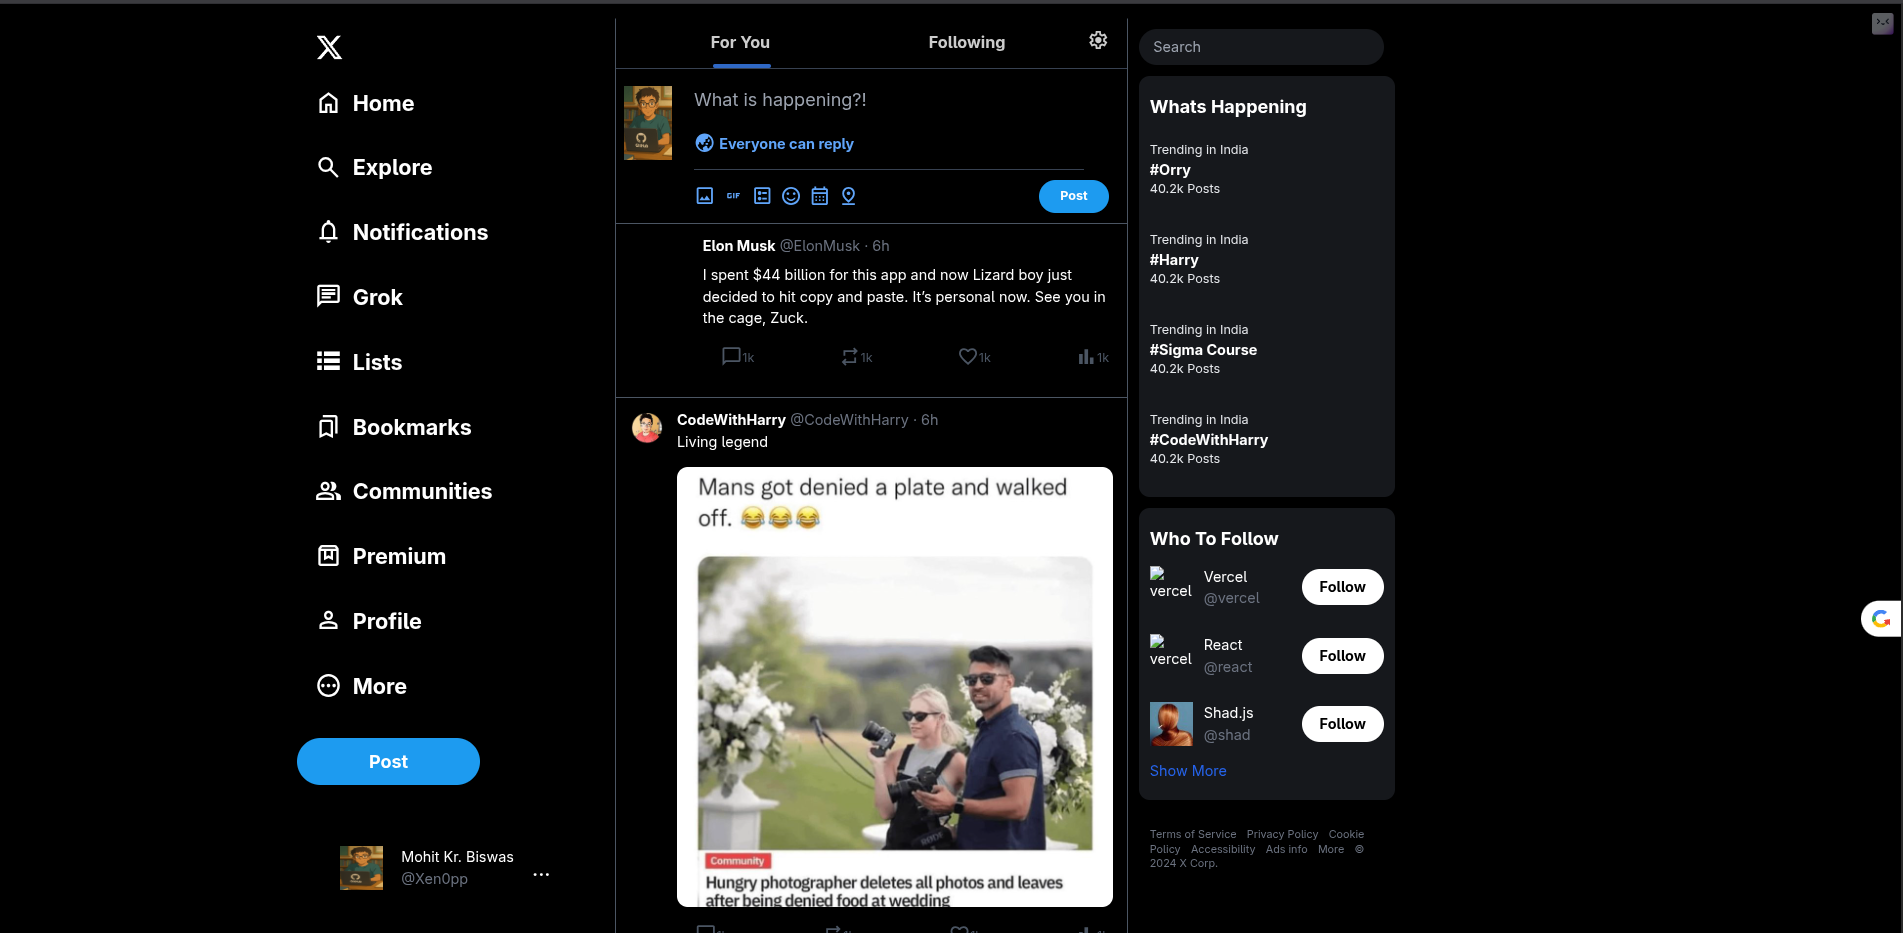 Home
Explore
Notifications
Grok
Lists
Bookmarks
Communities
Premium
Profile
More
Post
Mohit Kr. Biswas
@Xen0pp
For You
Following
What is happening?!
Everyone can reply
GIF
Post
Elon Musk @ElonMusk · 6h
I spent $44 billion for this app and now Lizard boy just
decided to hit copy and paste. It’s personal now. See you in
the cage, Zuck.
1k 1k 1k 1k
CodeWithHarry @CodeWithHarry · 6h
Living legend
Mans got denied a plate and walked
off. 😂😂😂
Community
Hungry photographer deletes all photos and leaves
after being denied food at wedding
Search
Whats Happening
Trending in India
#Orry
40.2k Posts
Trending in India
#Harry
40.2k Posts
Trending in India
#Sigma Course
40.2k Posts
Trending in India
#CodeWithHarry
40.2k Posts
Who To Follow
vercel
Vercel
@vercel
Follow
vercel
React
@react
Follow
Shad.js
@shad
Follow
Show More
Terms of Service Privacy Policy Cookie
Policy Accessibility Ads info More ©
2024 X Corp.